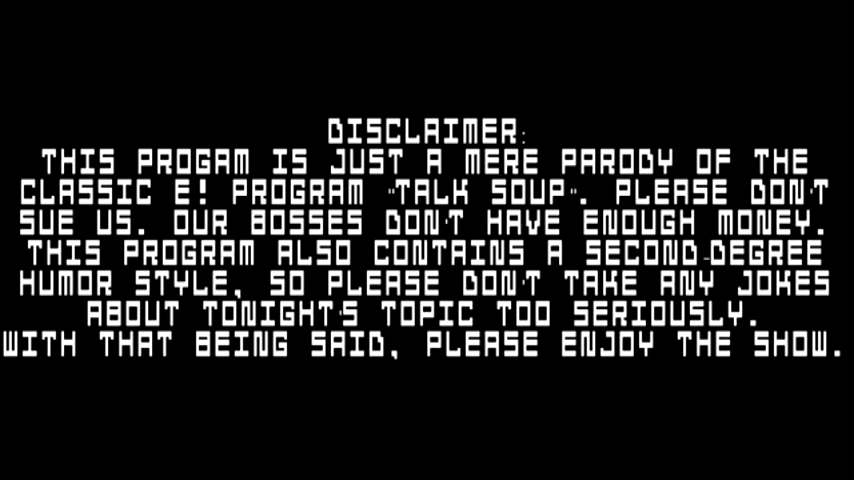 DISCLAIMER:
THIS PROGAM IS JUST A MERE PARODY OF THE
CLASSIC E! PROGRAM "TALK SOUP". PLEASE DON'T
SUE US. OUR BOSSES DON'T HAVE ENOUGH MONEY.
THIS PROGRAM ALSO CONTAINS A SECOND-DEGREE
HUMOR STYLE, SO PLEASE DON'T TAKE ANY JOKES
ABOUT TONIGHT'S TOPIC TOO SERIOUSLY.
WITH THAT BEING SAID, PLEASE ENJOY THE SHOW.